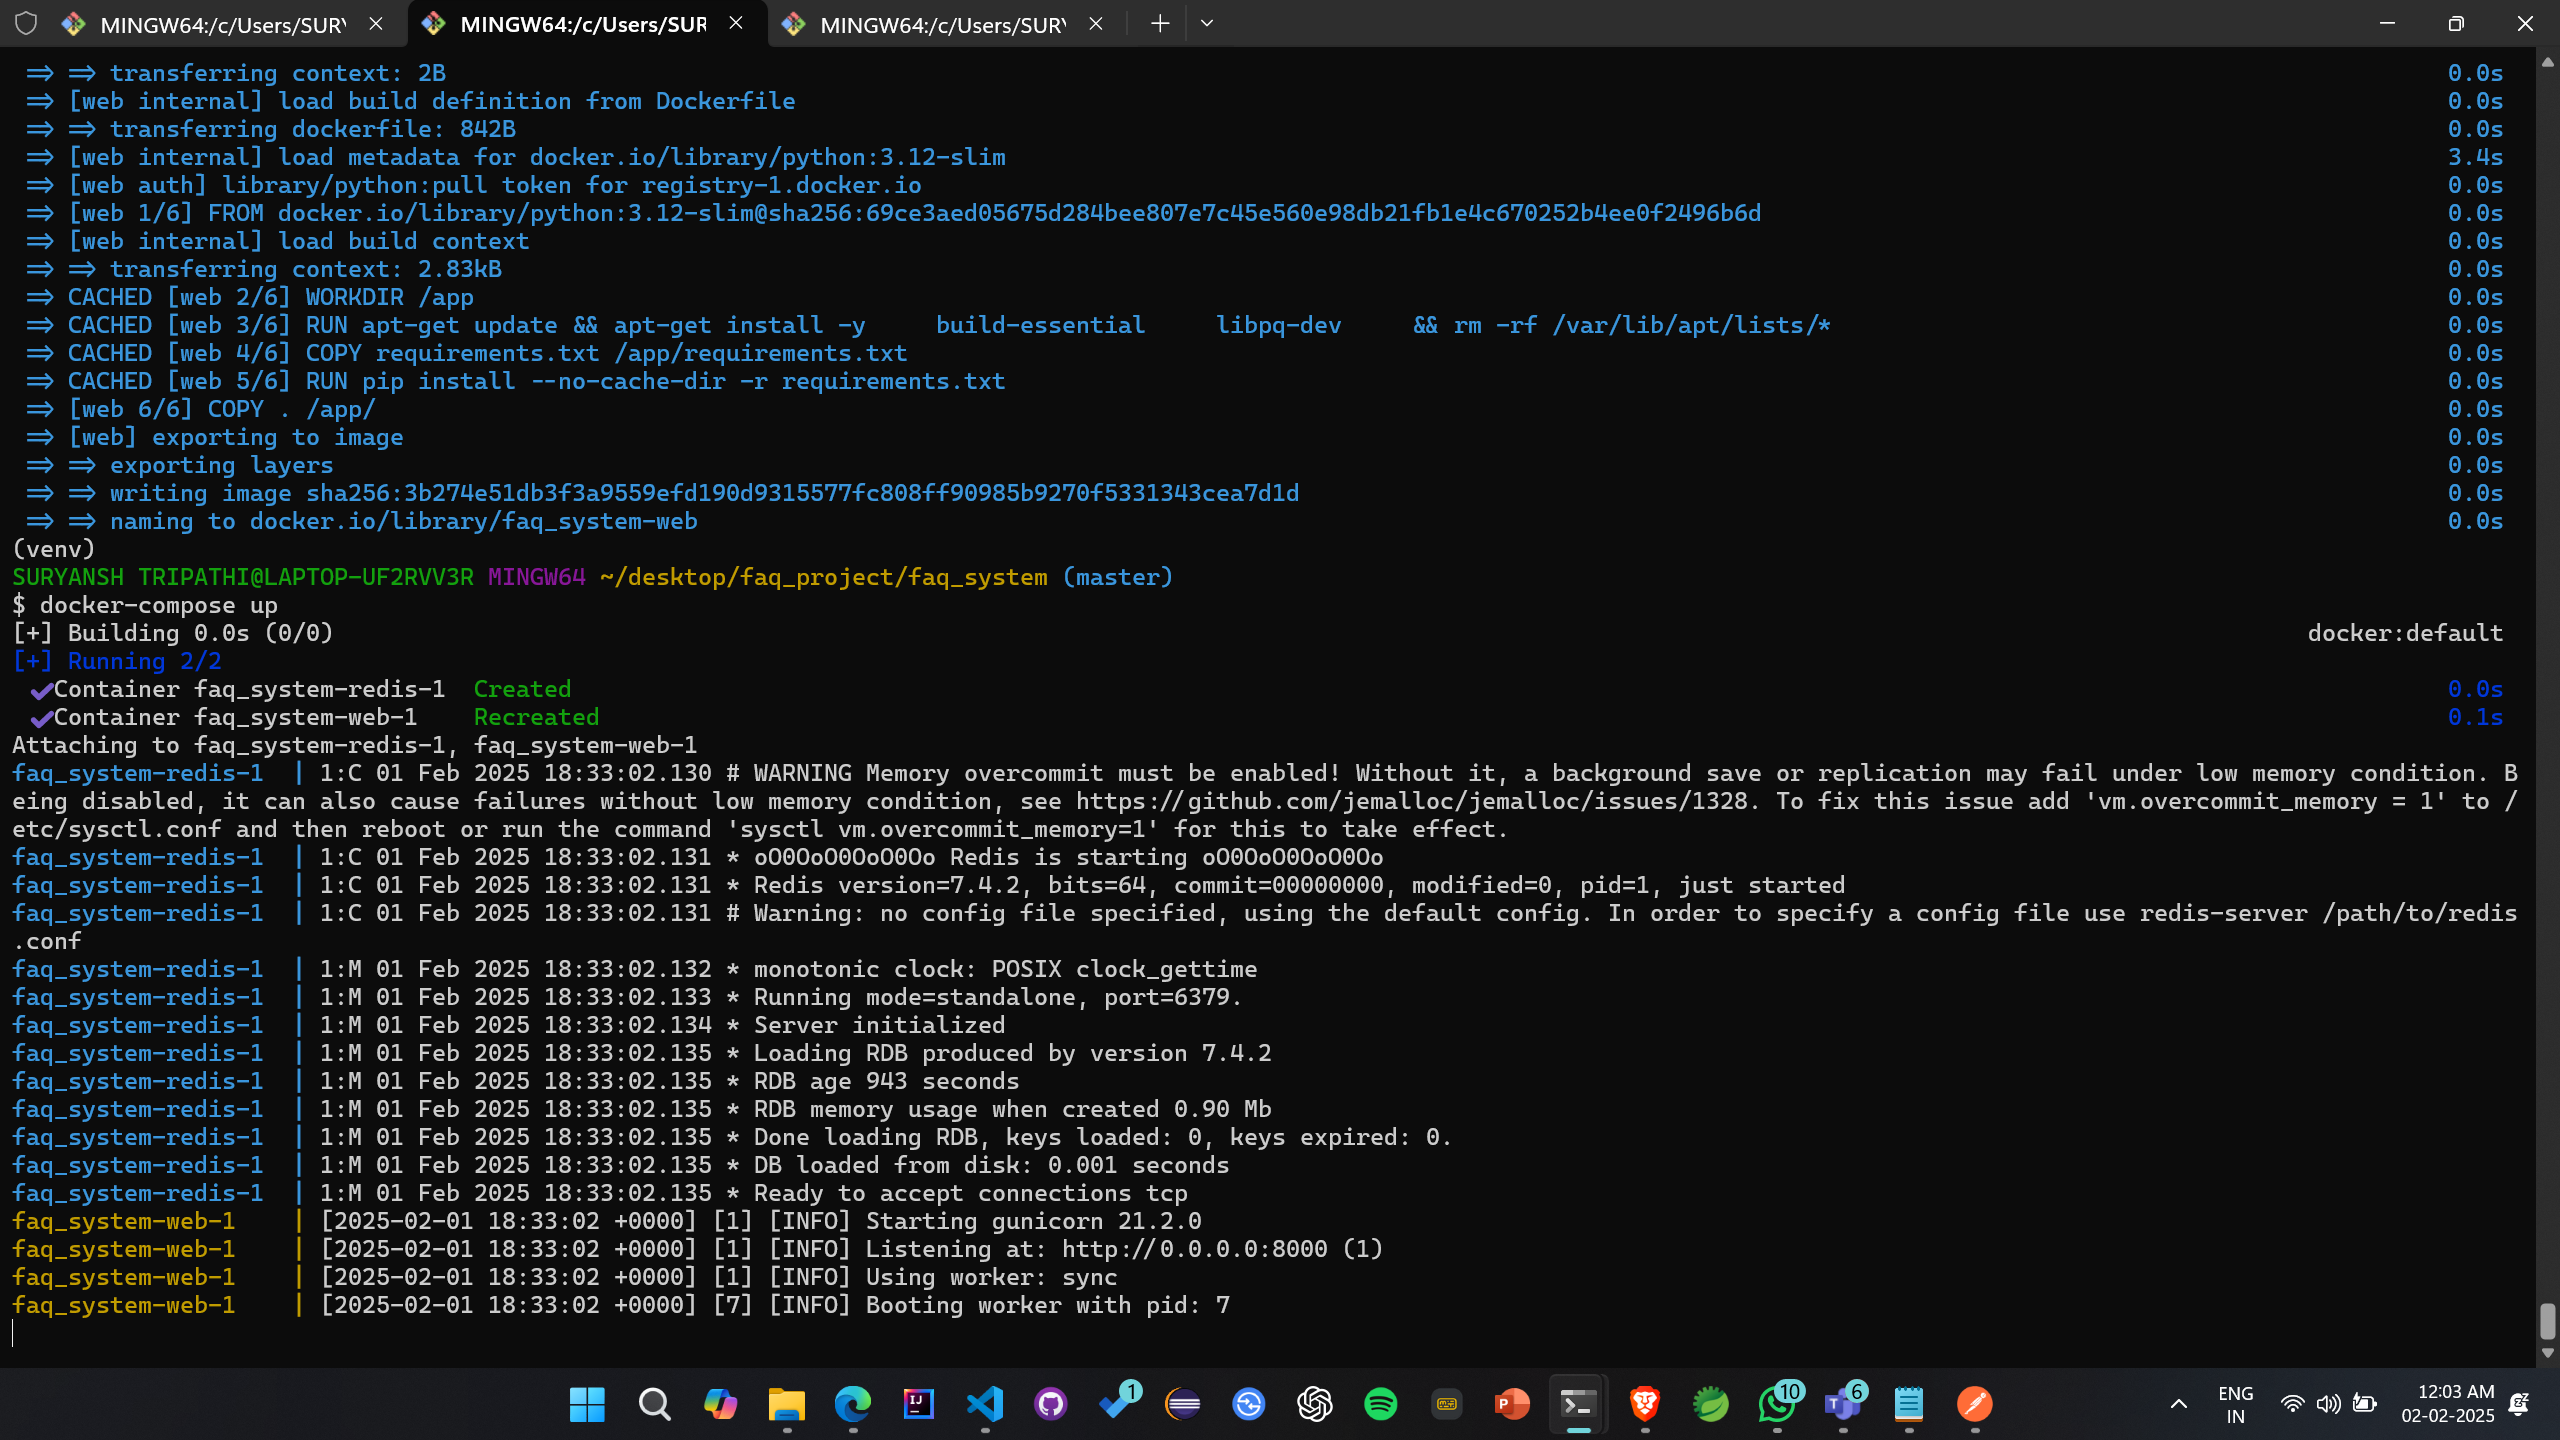 MINGW64:/c/Users/SURY
MINGW64:/c/Users/SUR
MINGW64:/c/Users/SURY
=> => transferring context: 2B 0.0s
=> [web internal] load build definition from Dockerfile 0.0s
=> => transferring dockerfile: 842B 0.0s
=> [web internal] load metadata for docker.io/library/python:3.12-slim 3.4s
=> [web auth] library/python:pull token for registry-1.docker.io 0.0s
=> [web 1/6] FROM docker.io/library/python:3.12-slim@sha256:69ce3aed05675d284bee807e7c45e560e98db21fb1e4c670252b4ee0f2496b6d 0.0s
=> [web internal] load build context 0.0s
=> => transferring context: 2.83kB 0.0s
=> CACHED [web 2/6] WORKDIR /app 0.0s
=> CACHED [web 3/6] RUN apt-get update && apt-get install -y     build-essential     libpq-dev     && rm -rf /var/lib/apt/lists/* 0.0s
=> CACHED [web 4/6] COPY requirements.txt /app/requirements.txt 0.0s
=> CACHED [web 5/6] RUN pip install --no-cache-dir -r requirements.txt 0.0s
=> [web 6/6] COPY . /app/ 0.0s
=> [web] exporting to image 0.0s
=> => exporting layers 0.0s
=> => writing image sha256:3b274e51db3f3a9559efd190d9315577fc808ff90985b9270f5331343cea7d1d 0.0s
=> => naming to docker.io/library/faq_system-web 0.0s
(venv)
SURYANSH TRIPATHI@LAPTOP-UF2RVV3R MINGW64 ~/desktop/faq_project/faq_system (master)
$ docker-compose up
[+] Building 0.0s (0/0) docker:default
[+] Running 2/2
✔Container faq_system-redis-1  Created 0.0s
✔Container faq_system-web-1    Recreated 0.1s
Attaching to faq_system-redis-1, faq_system-web-1
faq_system-redis-1  | 1:C 01 Feb 2025 18:33:02.130 # WARNING Memory overcommit must be enabled! Without it, a background save or replication may fail under low memory condition. B
eing disabled, it can also cause failures without low memory condition, see https://github.com/jemalloc/jemalloc/issues/1328. To fix this issue add 'vm.overcommit_memory = 1' to /
etc/sysctl.conf and then reboot or run the command 'sysctl vm.overcommit_memory=1' for this to take effect.
faq_system-redis-1  | 1:C 01 Feb 2025 18:33:02.131 * oO0OoO0OoO0Oo Redis is starting oO0OoO0OoO0Oo
faq_system-redis-1  | 1:C 01 Feb 2025 18:33:02.131 * Redis version=7.4.2, bits=64, commit=00000000, modified=0, pid=1, just started
faq_system-redis-1  | 1:C 01 Feb 2025 18:33:02.131 # Warning: no config file specified, using the default config. In order to specify a config file use redis-server /path/to/redis
.conf
faq_system-redis-1  | 1:M 01 Feb 2025 18:33:02.132 * monotonic clock: POSIX clock_gettime
faq_system-redis-1  | 1:M 01 Feb 2025 18:33:02.133 * Running mode=standalone, port=6379.
faq_system-redis-1  | 1:M 01 Feb 2025 18:33:02.134 * Server initialized
faq_system-redis-1  | 1:M 01 Feb 2025 18:33:02.135 * Loading RDB produced by version 7.4.2
faq_system-redis-1  | 1:M 01 Feb 2025 18:33:02.135 * RDB age 943 seconds
faq_system-redis-1  | 1:M 01 Feb 2025 18:33:02.135 * RDB memory usage when created 0.90 Mb
faq_system-redis-1  | 1:M 01 Feb 2025 18:33:02.135 * Done loading RDB, keys loaded: 0, keys expired: 0.
faq_system-redis-1  | 1:M 01 Feb 2025 18:33:02.135 * DB loaded from disk: 0.001 seconds
faq_system-redis-1  | 1:M 01 Feb 2025 18:33:02.135 * Ready to accept connections tcp
faq_system-web-1    | [2025-02-01 18:33:02 +0000] [1] [INFO] Starting gunicorn 21.2.0
faq_system-web-1    | [2025-02-01 18:33:02 +0000] [1] [INFO] Listening at: http://0.0.0.0:8000 (1)
faq_system-web-1    | [2025-02-01 18:33:02 +0000] [1] [INFO] Using worker: sync
faq_system-web-1    | [2025-02-01 18:33:02 +0000] [7] [INFO] Booting worker with pid: 7
1
10
6
ENG
IN
12:03 AM
02-02-2025